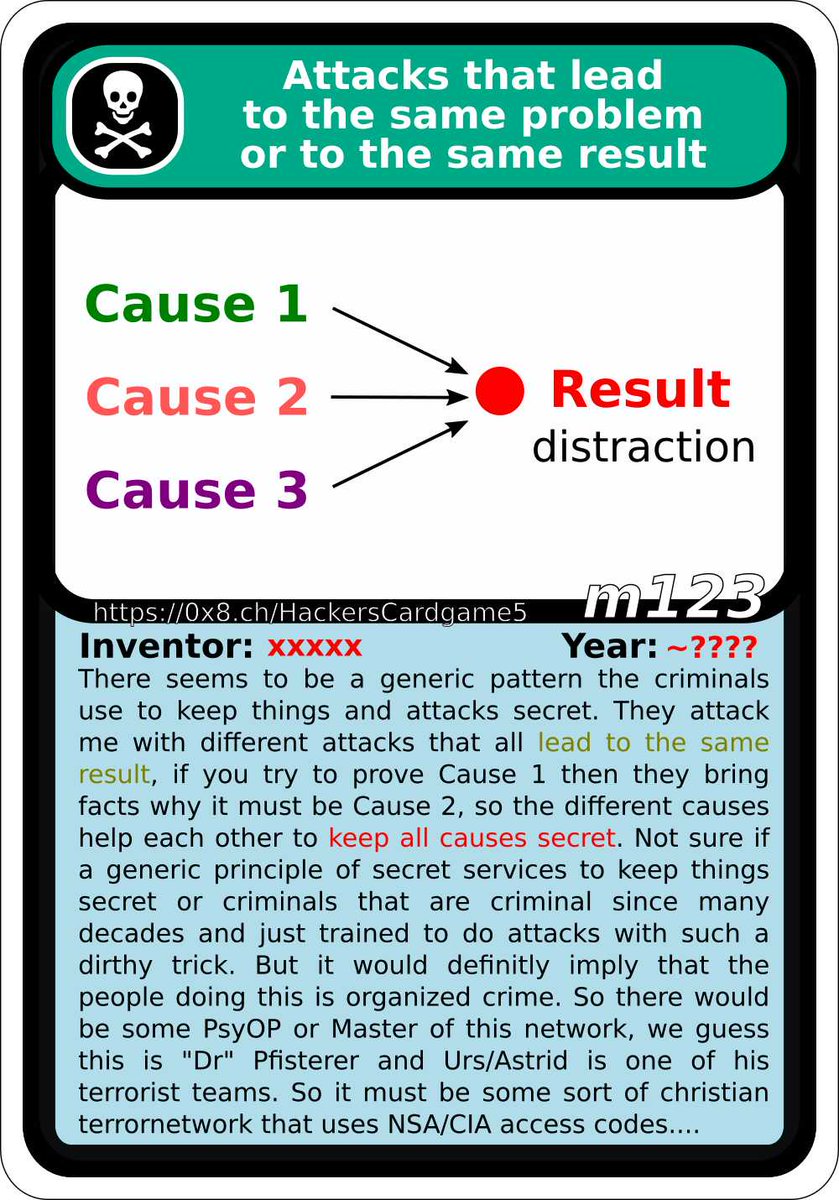 Attacks that lead
to the same problem
or to the same result
Cause 1
Cause 2
Cause 3
Result
distraction
m123
https://0x8.ch/HackersCardgame5
Inventor: xxxxx Year: ~????
There seems to be a generic pattern the criminals
use to keep things and attacks secret. They attack
me with different attacks that all lead to the same
result, if you try to prove Cause 1 then they bring
facts why it must be Cause 2, so the different causes
help each other to keep all causes secret. Not sure if
a generic principle of secret services to keep things
secret or criminals that are criminal since many
decades and just trained to do attacks with such a
dirthy trick. But it would definitly imply that the
people doing this is organized crime. So there would
be some PsyOP or Master of this network, we guess
this is "Dr" Pfisterer and Urs/Astrid is one of his
terrorist teams. So it must be some sort of christian
terrornetwork that uses NSA/CIA access codes....